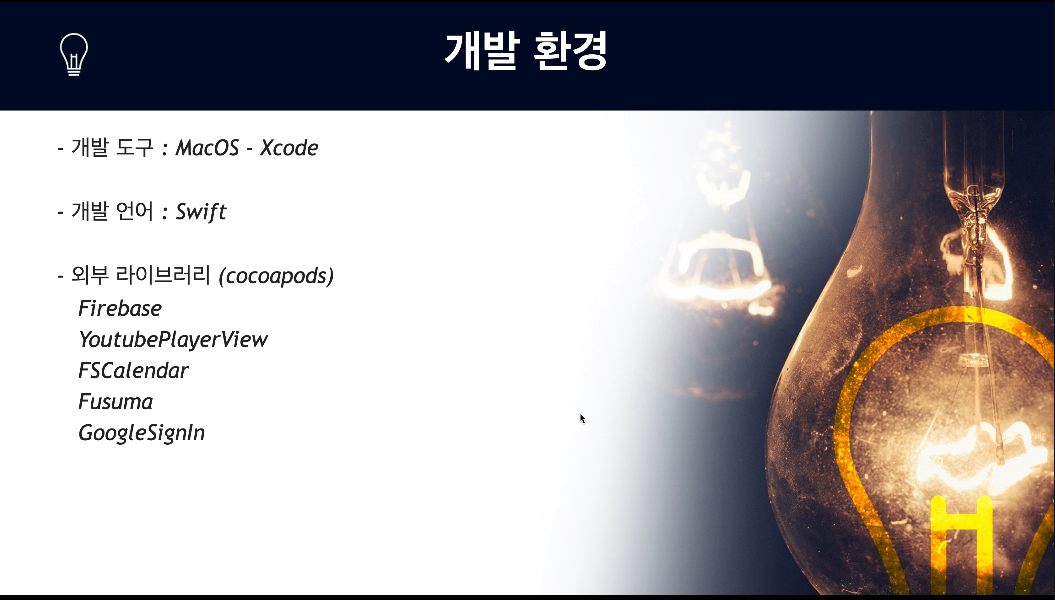 개발 환경
- 개발 도구 : MacOS - Xcode
- 개발 언어 : Swift
- 외부 라이브러리 (cocoapods)
Firebase
YoutubePlayerView
FSCalendar
Fusuma
GoogleSignIn